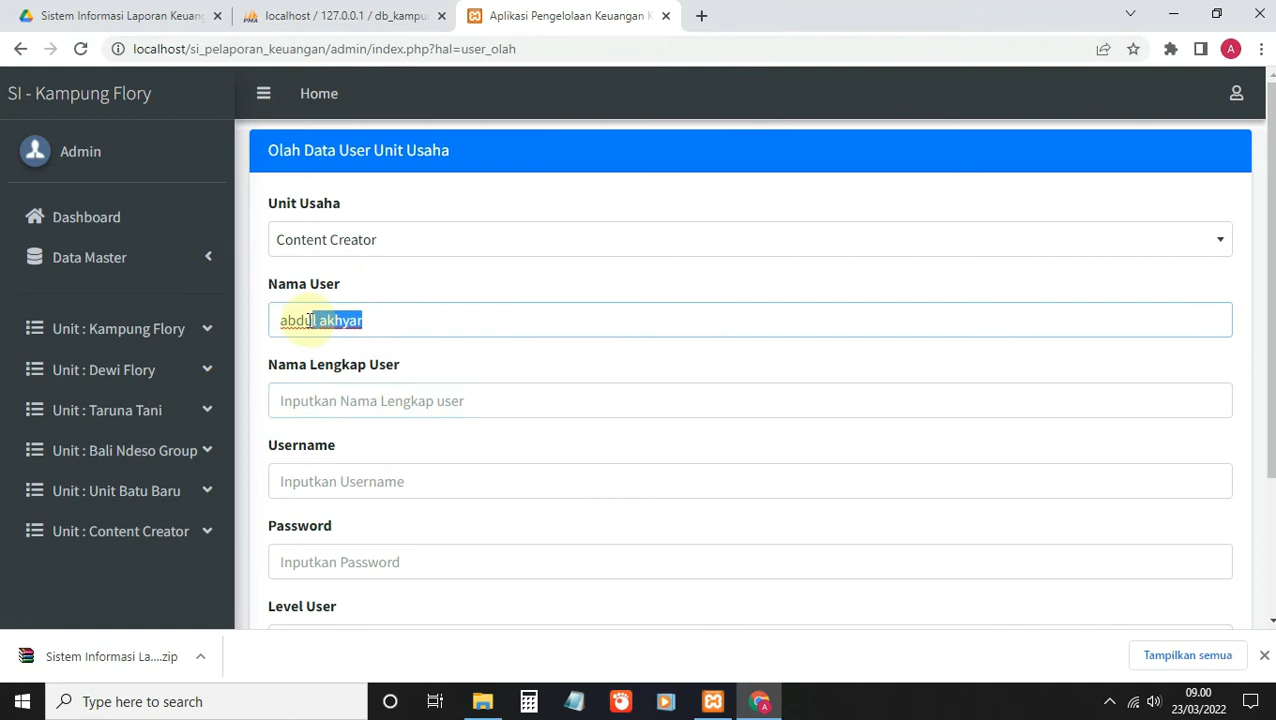 Sistem Informasi Laporan Keuang
localhost / 127.0.0.1 / db_kampu
Aplikasi Pengelolaan Keuangan K
localhost/si_pelaporan_keuangan/admin/index.php?hal=user_olah
A
SI - Kampung Flory
Home
Admin
Olah Data User Unit Usaha
Dashboard
Data Master
Unit : Kampung Flory
Unit : Dewi Flory
Unit : Taruna Tani
Unit : Bali Ndeso Group
Unit : Unit Batu Baru
Unit : Content Creator
Unit Usaha
Content Creator
Nama User
abdul akhyar
Nama Lengkap User
Inputkan Nama Lengkap user
Username
Inputkan Username
Password
Inputkan Password
Level User
Sistem Informasi La....zip
Tampilkan semua
Type here to search
09.00
23/03/2022